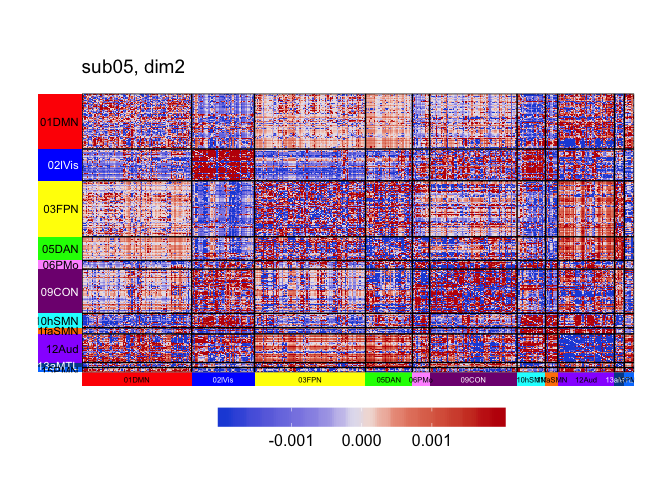 sub05, dim2
01DMN
02lVis
03FPN
05DAN
06PMo
09CON
10hSMN
12Aud
13aMTL
01DMN 02lVis 03FPN 05DAN 06PMo 09CON 10hSMN 12Aud
-0.001 0.000 0.001